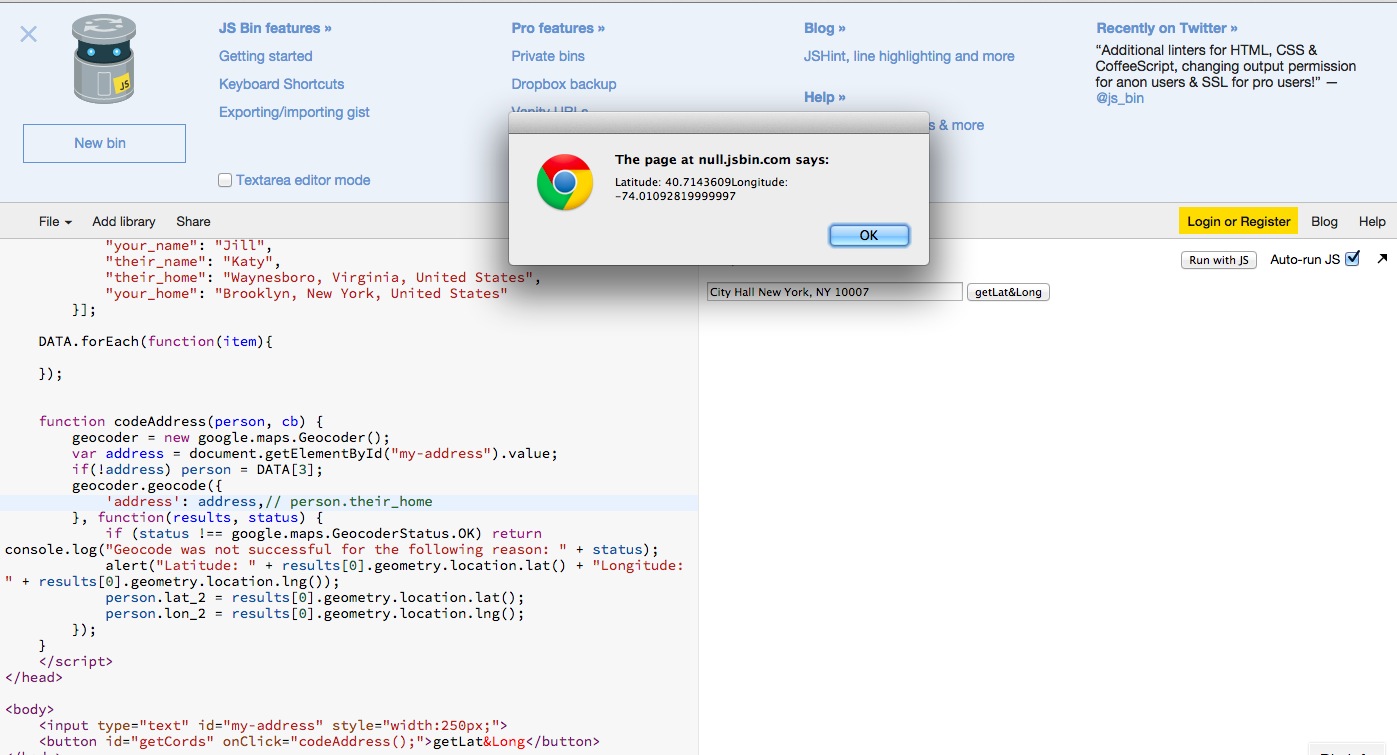 JS Bin features »
Getting started
Keyboard Shortcuts
Exporting/importing gist
Textarea editor mode
JS
New bin
Pro features »
Private bins
Dropbox backup
Vanity URLs
Blog »
JSHint, line highlighting and more
Help »
s & more
Recently on Twitter »
“Additional linters for HTML, CSS &
CoffeeScript, changing output permission
for anon users & SSL for pro users!” —
@js_bin
The page at null.jsbin.com says:
Latitude: 40.7143609Longitude:
-74.01092819999997
OK
File Add library Share
Login or Register Blog Help
"your_name": "Jill",
"their_name": "Katy",
"their_home": "Waynesboro, Virginia, United States",
"your_home": "Brooklyn, New York, United States"
}];
DATA.forEach(function(item){
});
function codeAddress(person, cb) {
geocoder = new google.maps.Geocoder();
var address = document.getElementById("my-address").value;
if(!address) person = DATA[3];
geocoder.geocode({
'address': address,// person.their_home
}, function(results, status) {
if (status !== google.maps.GeocoderStatus.OK) return
console.log("Geocode was not successful for the following reason: " + status);
alert("Latitude: " + results[0].geometry.location.lat() + "Longitude:
" + results[0].geometry.location.lng());
person.lat_2 = results[0].geometry.location.lat();
person.lon_2 = results[0].geometry.location.lng();
});
}
</script>
</head>
<body>
<input type="text" id="my-address" style="width:250px;">
<button id="getCords" onClick="codeAddress();">getLat&Long</button>
Run with JS Auto-run JS
City Hall New York, NY 10007 getLat&Long